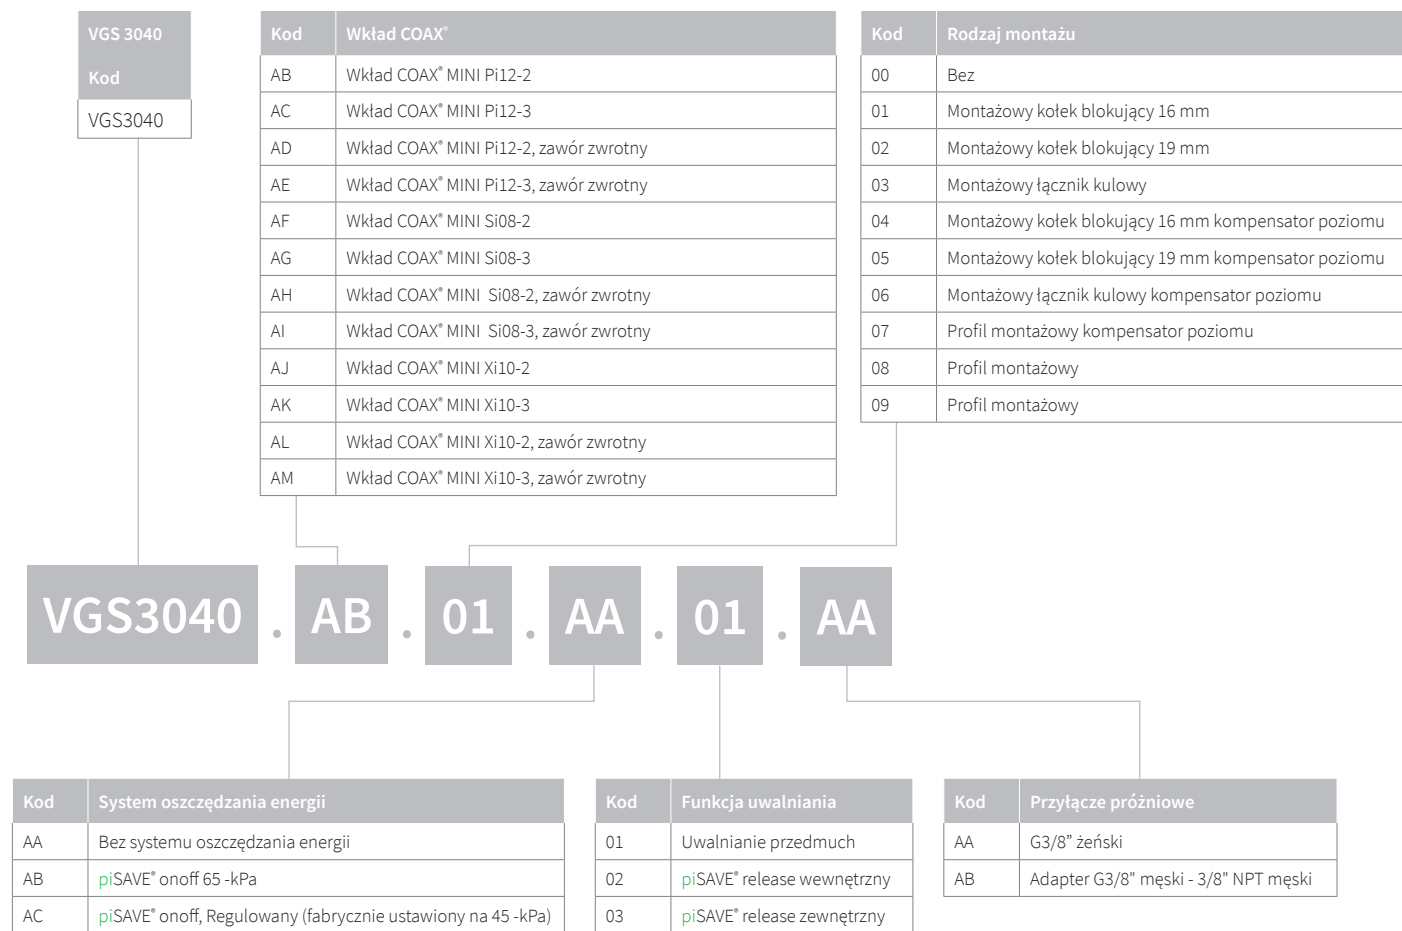 VGS 3040
Kod
VGS3040
Kod Wkład COAX®
AB Wkład COAX® MINI Pi12-2
AC Wkład COAX® MINI Pi12-3
AD Wkład COAX® MINI Pi12-2, zawór zwrotny
AE Wkład COAX® MINI Pi12-3, zawór zwrotny
AF Wkład COAX® MINI Si08-2
AG Wkład COAX® MINI Si08-3
AH Wkład COAX® MINI Si08-2, zawór zwrotny
AI Wkład COAX® MINI Si08-3, zawór zwrotny
AJ Wkład COAX® MINI Xi10-2
AK Wkład COAX® MINI Xi10-3
AL Wkład COAX® MINI Xi10-2, zawór zwrotny
AM Wkład COAX® MINI Xi10-3, zawór zwrotny
Kod Rodzaj montażu
00 Bez
01 Montażowy kołek blokujący 16 mm
02 Montażowy kołek blokujący 19 mm
03 Montażowy łącznik kulowy
04 Montażowy kołek blokujący 16 mm kompensator poziomu
05 Montażowy kołek blokujący 19 mm kompensator poziomu
06 Montażowy łącznik kulowy kompensator poziomu
07 Profil montażowy kompensator poziomu
08 Profil montażowy
09 Profil montażowy
VGS3040 . AB . 01 . AA . 01 . AA
Kod System oszczędzania energii
AA Bez systemu oszczędzania energii
AB piSAVE® onoff 65 -kPa
AC piSAVE® onoff, Regulowany (fabrycznie ustawiony na 45 -kPa)
Kod Funkcja uwalniania
01 Uwalnianie przedmuch
02 piSAVE® release wewnętrzny
03 piSAVE® release zewnętrzny
Kod Przyłącze próżniowe
AA G3/8” żeński
AB Adapter G3/8" męski - 3/8" NPT męski